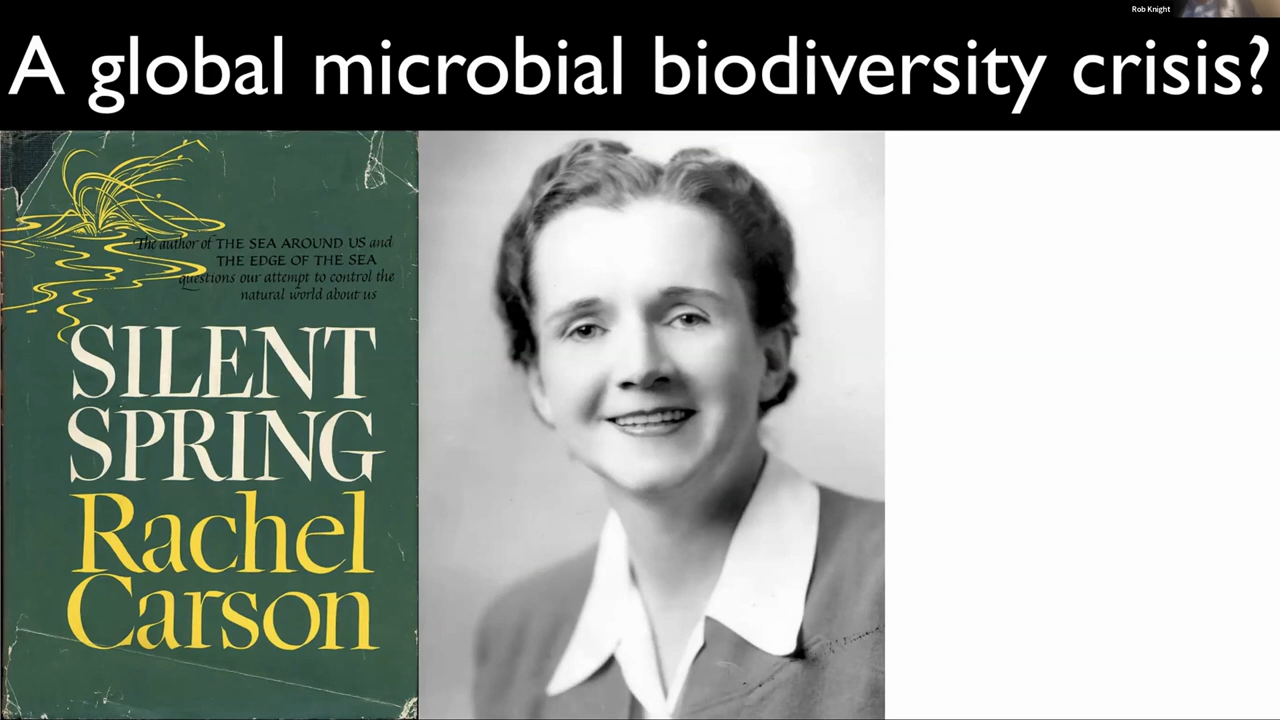 Rob Knight
A global microbial biodiversity crisis?
The author of THE SEA AROUND US and
THE EDGE OF THE SEA
questions our attempt to control the
natural world about us
SILENT
SPRING
Rachel
Carson